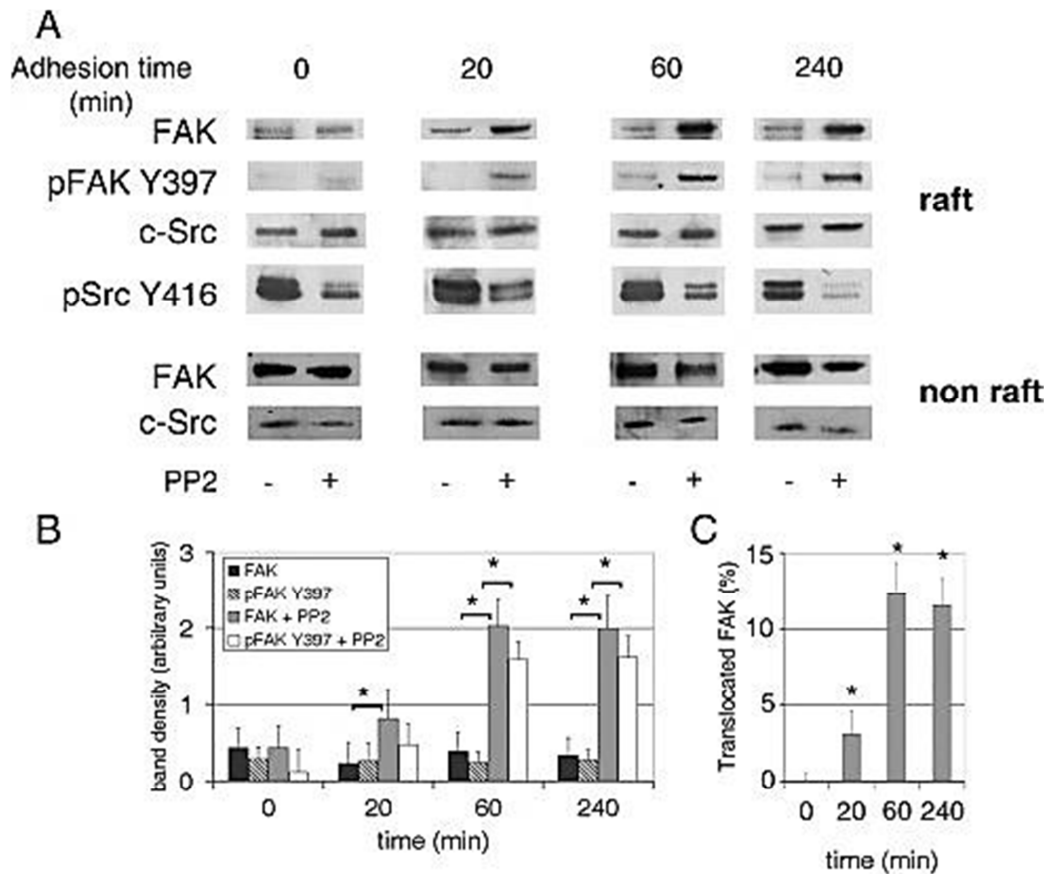 A
Adhesion time 0 20 60 240
(min)
FAK
pFAK Y397
raft
c-Src
pSrc Y416
FAK
non raft
c-Src
PP2 - + - + - + - +
B
band density (arbitrary units)
3
2
1
0
FAK
pFAK Y397
FAK + PP2
pFAK Y397 + PP2
*
*
*
*
*
0 20 60 240
time (min)
C
Translocated FAK (%)
15
10
5
0
*
*
*
0 20 60 240
time (min)